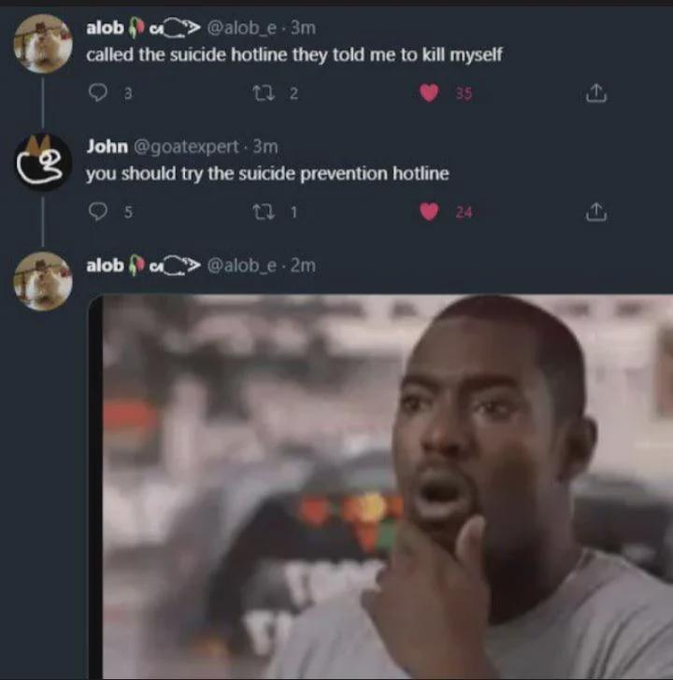 alob @alob_e · 3m
called the suicide hotline they told me to kill myself
3 2 35
John @goatexpert · 3m
you should try the suicide prevention hotline
5 1 24
alob @alob_e · 2m